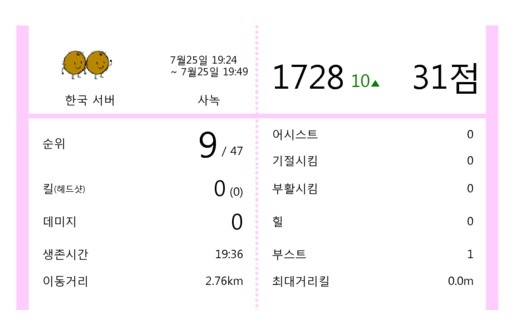 7월25일 19:24
~ 7월25일 19:49
한국 서버 사녹
1728 10▲ 31점
순위 9 / 47
킬(헤드샷) 0 (0)
데미지 0
생존시간 19:36
이동거리 2.76km
어시스트 0
기절시킴 0
부활시킴 0
힐 0
부스트 1
최대거리킬 0.0m